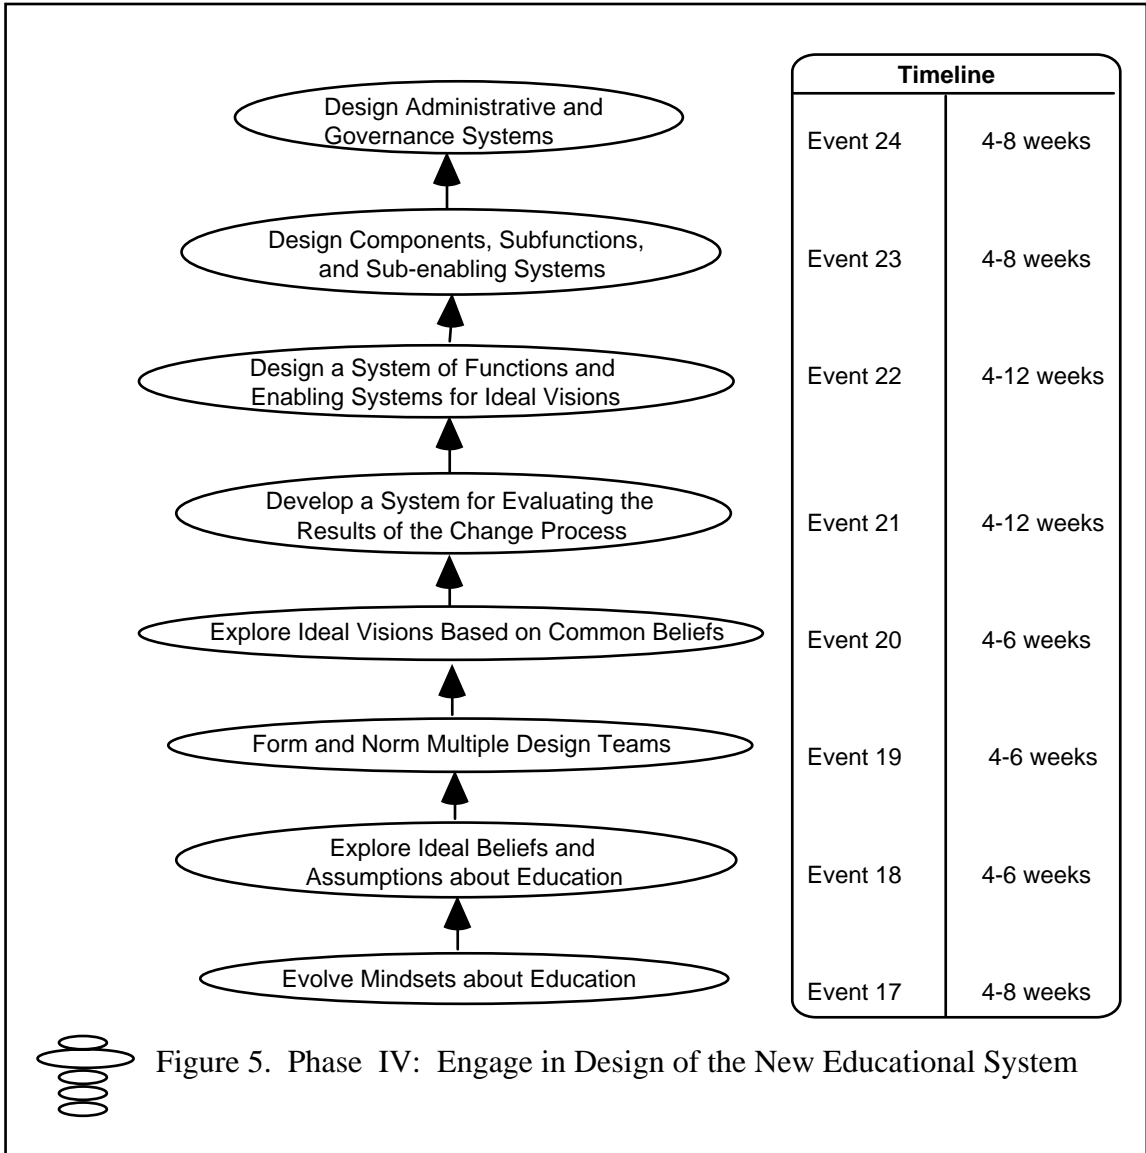 Timeline
Design Administrative and
Governance Systems
Event 24 4-8 weeks
Design Components, Subfunctions,
and Sub-enabling Systems
Event 23 4-8 weeks
Design a System of Functions and
Enabling Systems for Ideal Visions
Event 22 4-12 weeks
Develop a System for Evaluating the
Results of the Change Process
Event 21 4-12 weeks
Explore Ideal Visions Based on Common Beliefs
Event 20 4-6 weeks
Form and Norm Multiple Design Teams
Event 19 4-6 weeks
Explore Ideal Beliefs and
Assumptions about Education
Event 18 4-6 weeks
Evolve Mindsets about Education
Event 17 4-8 weeks
Figure 5. Phase IV: Engage in Design of the New Educational System